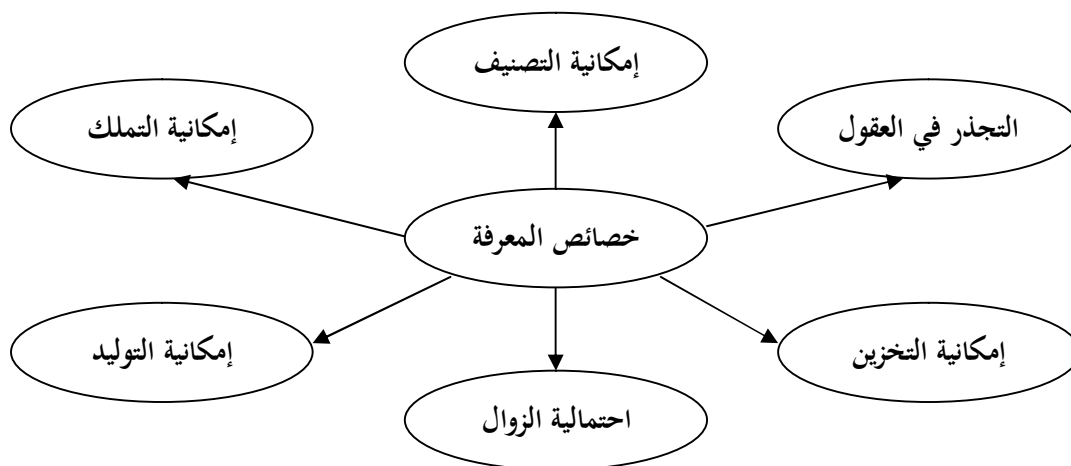 إمكانية التصنيف
التجذر في العقول
إمكانية التملك
خصائص المعرفة
إمكانية التخزين
إمكانية التوليد
احتمالية الزوال